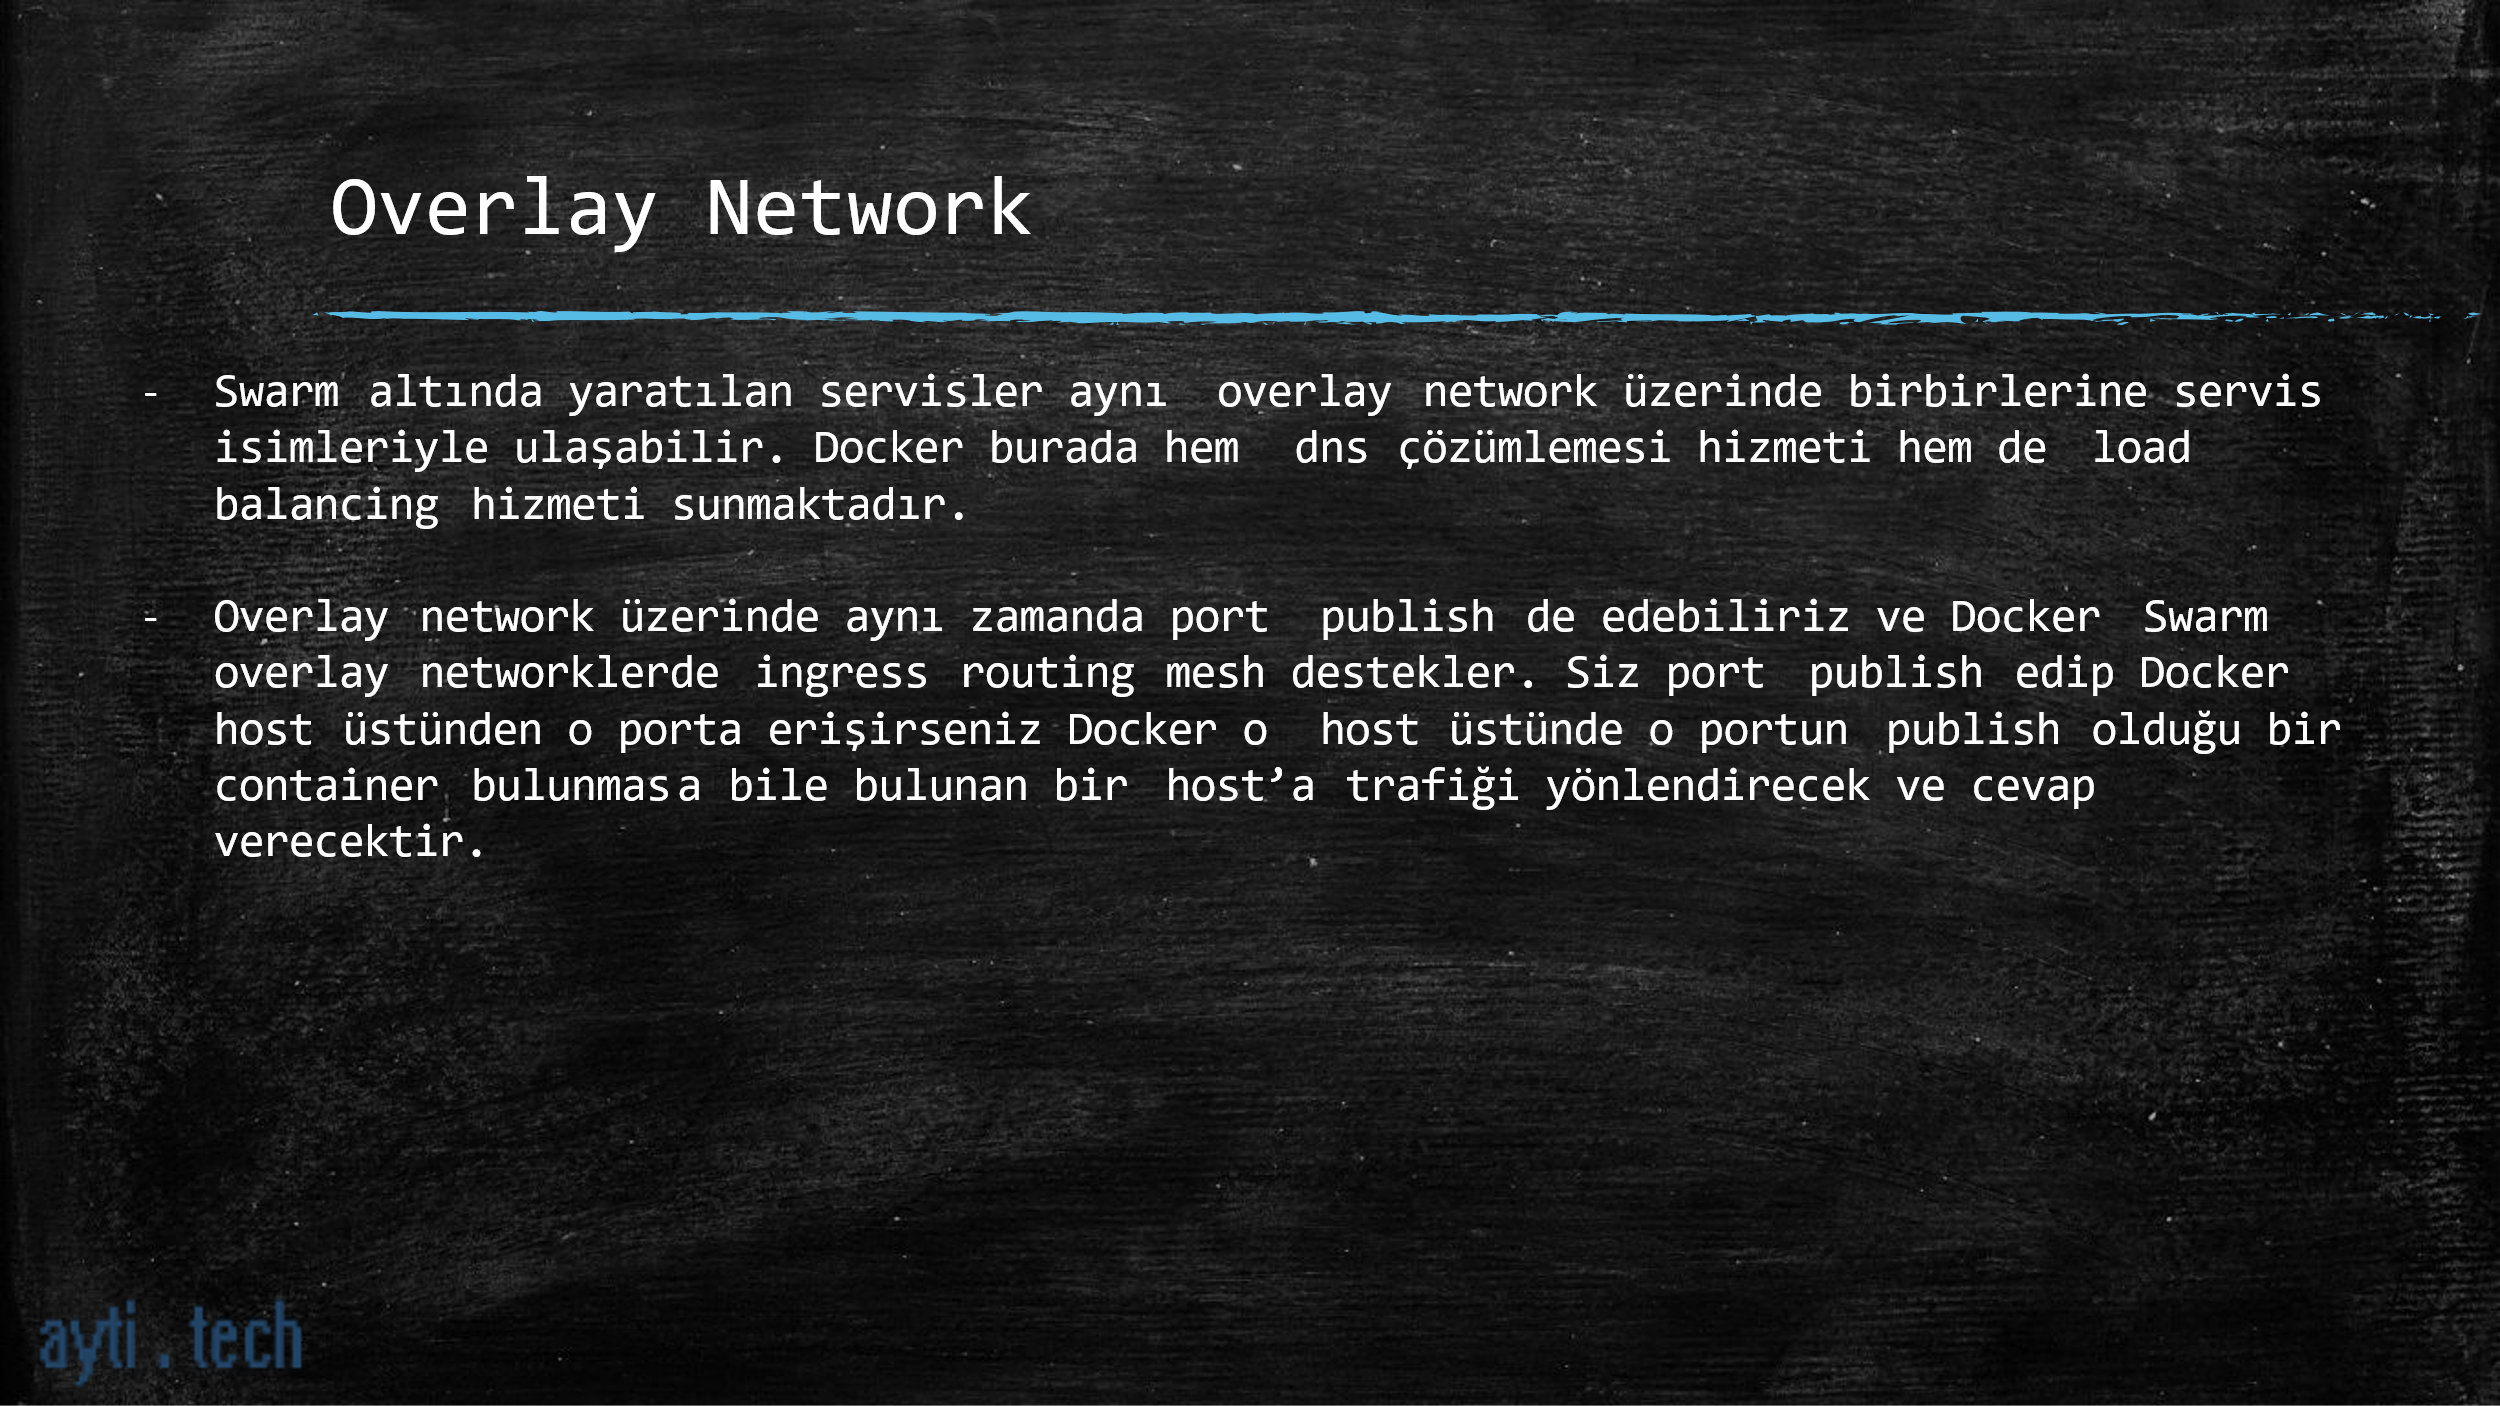 Overlay Network
- Swarm altında yaratılan servisler aynı overlay network üzerinde birbirlerine servis
isimleriyle ulaşabilir. Docker burada hem dns çözümlemesi hizmeti hem de load
balancing hizmeti sunmaktadır.
- Overlay network üzerinde aynı zamanda port publish de edebiliriz ve Docker Swarm
overlay networklerde ingress routing mesh destekler. Siz port publish edip Docker
host üstünden o porta erişirseniz Docker o host üstünde o portun publish olduğu bir
container bulunmasa bile bulunan bir host’a trafiği yönlendirecek ve cevap
verecektir.
ayti . tech